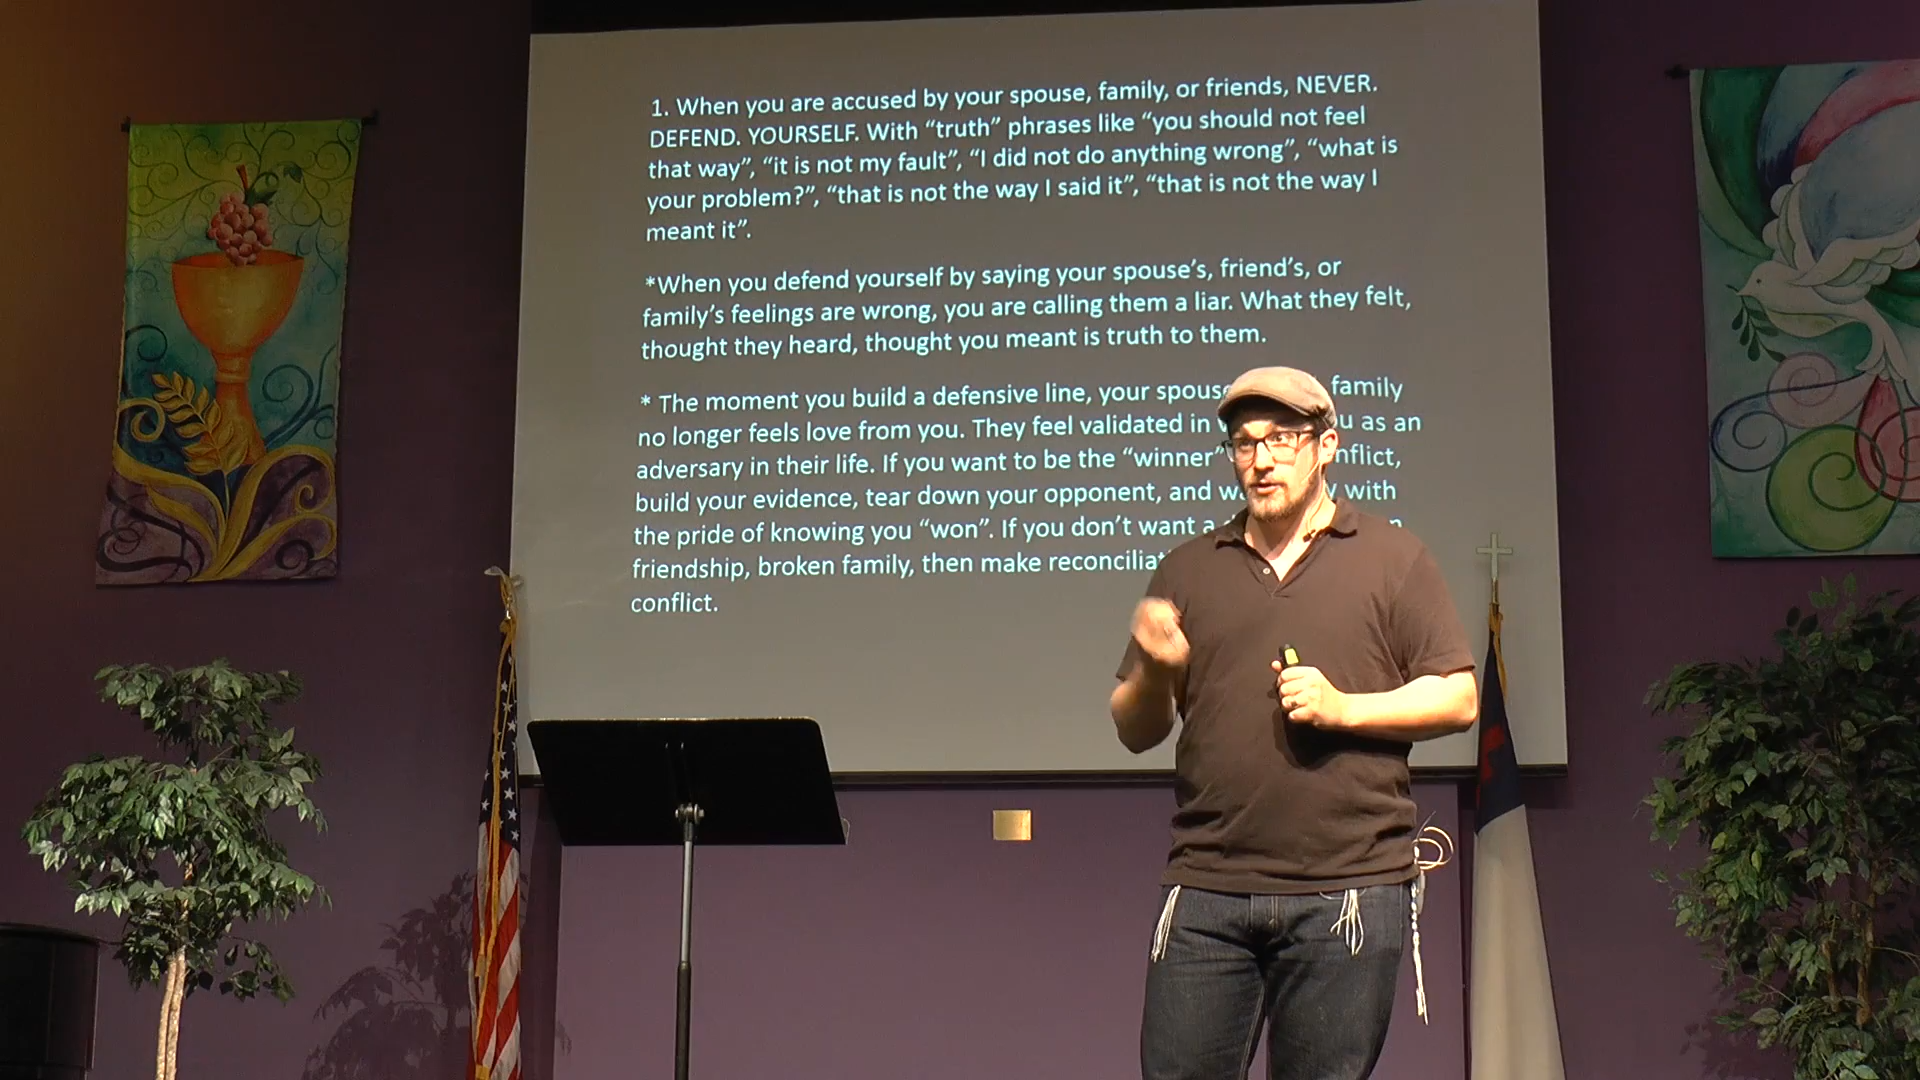 1. When you are accused by your spouse, family, or friends, NEVER.
DEFEND. YOURSELF. With “truth” phrases like “you should not feel
that way”, “it is not my fault”, “I did not do anything wrong”, “what is
your problem?”, “that is not the way I said it”, “that is not the way I
meant it”.
*When you defend yourself by saying your spouse’s, friend’s, or
family’s feelings are wrong, you are calling them a liar. What they felt,
thought they heard, thought you meant is truth to them.
* The moment you build a defensive line, your family
no longer feels love from you. They feel validated in as an
adversary in their life. If you want to be the “winner”
build your evidence, tear down your opponent, and with
the pride of knowing you “won”. If you don’t want a
friendship, broken family, then make
conflict.